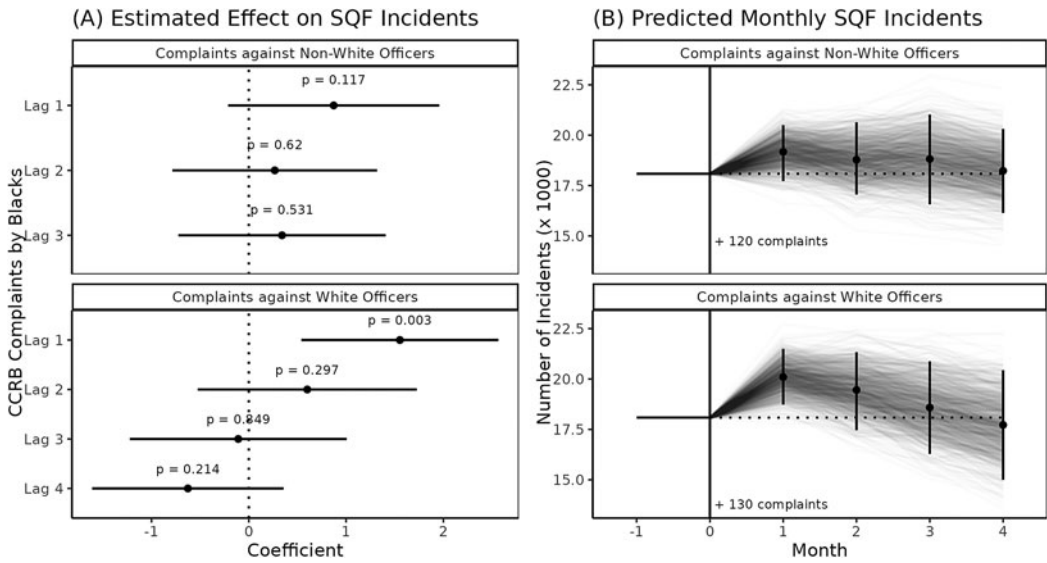 (A) Estimated Effect on SQF Incidents
CCRB Complaints by Blacks
Complaints against Non-White Officers
p = 0.117
Lag 1
p = 0.62
Lag 2
p = 0.531
Lag 3
Complaints against White Officers
p = 0.003
Lag 1
p = 0.297
Lag 2
p = 0.849
Lag 3
p = 0.214
Lag 4
-1 0 1 2
Coefficient
(B) Predicted Monthly SQF Incidents
Number of Incidents (x 1000)
Complaints against Non-White Officers
22.5
20.0
17.5
15.0
+ 120 complaints
Complaints against White Officers
22.5
20.0
17.5
15.0
+ 130 complaints
-1 0 1 2 3 4
Month